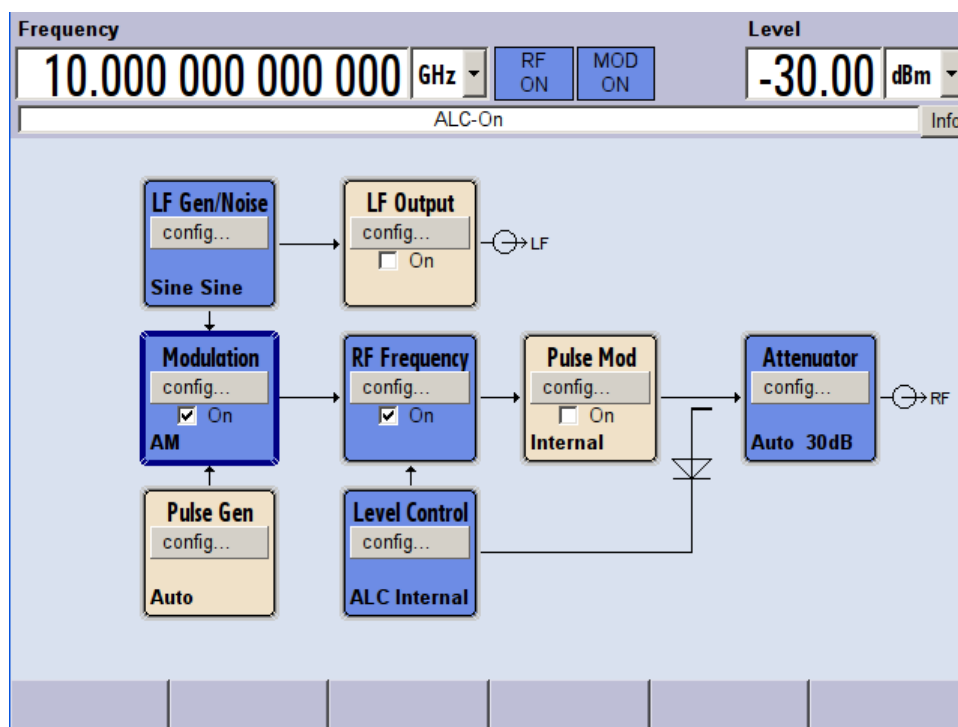 Frequency
Level
10.000 000 000 000 GHz
RF ON
MOD ON
-30.00 dBm
ALC-On
Info
LF Gen/Noise
config...
Sine Sine
LF Output
config...
On
LF
Modulation
config...
On
AM
RF Frequency
config...
On
Pulse Mod
config...
On
Internal
Attenuator
config...
Auto 30dB
RF
Pulse Gen
config...
Auto
Level Control
config...
ALC Internal